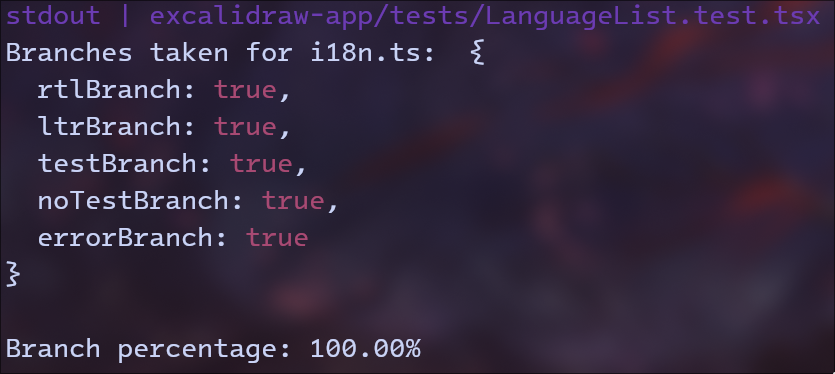 stdout | excalidraw-app/tests/LanguageList.test.tsx
Branches taken for i18n.ts:  {
  rtlBranch: true,
  ltrBranch: true,
  testBranch: true,
  noTestBranch: true,
  errorBranch: true
}

Branch percentage: 100.00%